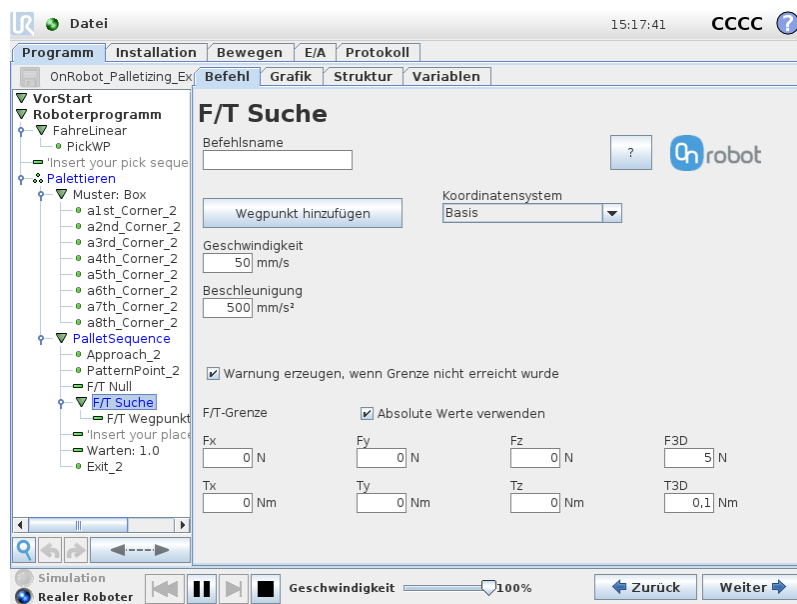 Datei
15:17:41
CCCC
?
Programm
Installation
Bewegen
E/A
Protokoll
OnRobot_Palletizing_Ex
Befehl
Grafik
Struktur
Variablen
VorStart
Roboterprogramm
FahreLinear
PickWP
'Insert your pick seque
Palettieren
Muster: Box
a1st_Corner_2
a2nd_Corner_2
a3rd_Corner_2
a4th_Corner_2
a5th_Corner_2
a6th_Corner_2
a7th_Corner_2
a8th_Corner_2
PalletSequence
Approach_2
PatternPoint_2
F/T Null
F/T Suche
F/T Wegpunkt
'Insert your place
Warten: 1.0
Exit_2
F/T Suche
Befehlsname
?
OnRobot
Wegpunkt hinzufügen
Koordinatensystem
Basis
Geschwindigkeit
50 mm/s
Beschleunigung
500 mm/s²
Warnung erzeugen, wenn Grenze nicht erreicht wurde
F/T-Grenze
Absolute Werte verwenden
Fx
Fy
Fz
F3D
0 N
0 N
0 N
5 N
Tx
Ty
Tz
T3D
0 Nm
0 Nm
0 Nm
0,1 Nm
Simulation
Realer Roboter
Geschwindigkeit
100%
Zurück
Weiter